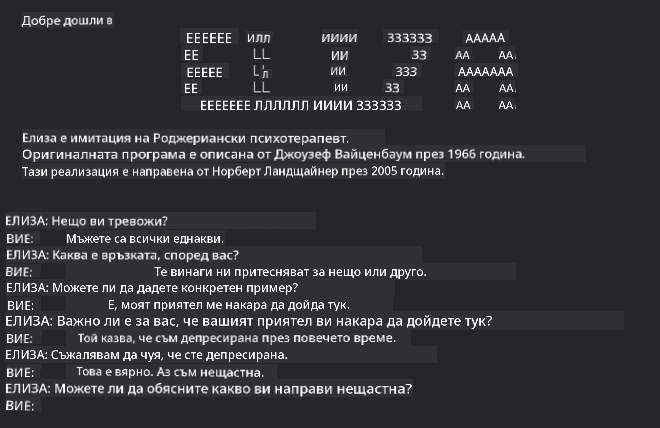 Добре дошли в
ЕЕЕЕЕЕ ИЛЛ ИИИИ 333333 ААААА
ЕЕ LL ИИ 33 АА АА
ЕЕЕЕЕ L'л ИИ 333 ААААААА
ЕЕ LL ИИ 33 АА АА
ЕЕЕЕЕЕЕ ЛЛЛЛЛЛ ИИИИ 333333 АА АА
Елиза е имитация на Роджериански психотерапевт.
Оригиналната програма е описана от Джоузеф Вайценбаум през 1966 година.
Тази реализация е направена от Норберт Ландщайнер през 2005 година.
ЕЛИЗА: Нещо ви тревожи?
ВИЕ: Мъжете са всички еднакви.
ЕЛИЗА: Каква е връзката, според вас?
ВИЕ: Те винаги ни притесняват за нещо или друго.
ЕЛИЗА: Можете ли да дадете конкретен пример?
ВИЕ: Е, моят приятел ме накара да дойда тук.
ЕЛИЗА: Важно ли е за вас, че вашият приятел ви накара да дойдете тук?
ВИЕ: Той казва, че съм депресирана през повечето време.
ЕЛИЗА: Съжалявам да чуя, че сте депресирана.
ВИЕ: Това е вярно. Аз съм нещастна.
ЕЛИЗА: Можете ли да обясните какво ви направи нещастна?
ВИЕ: